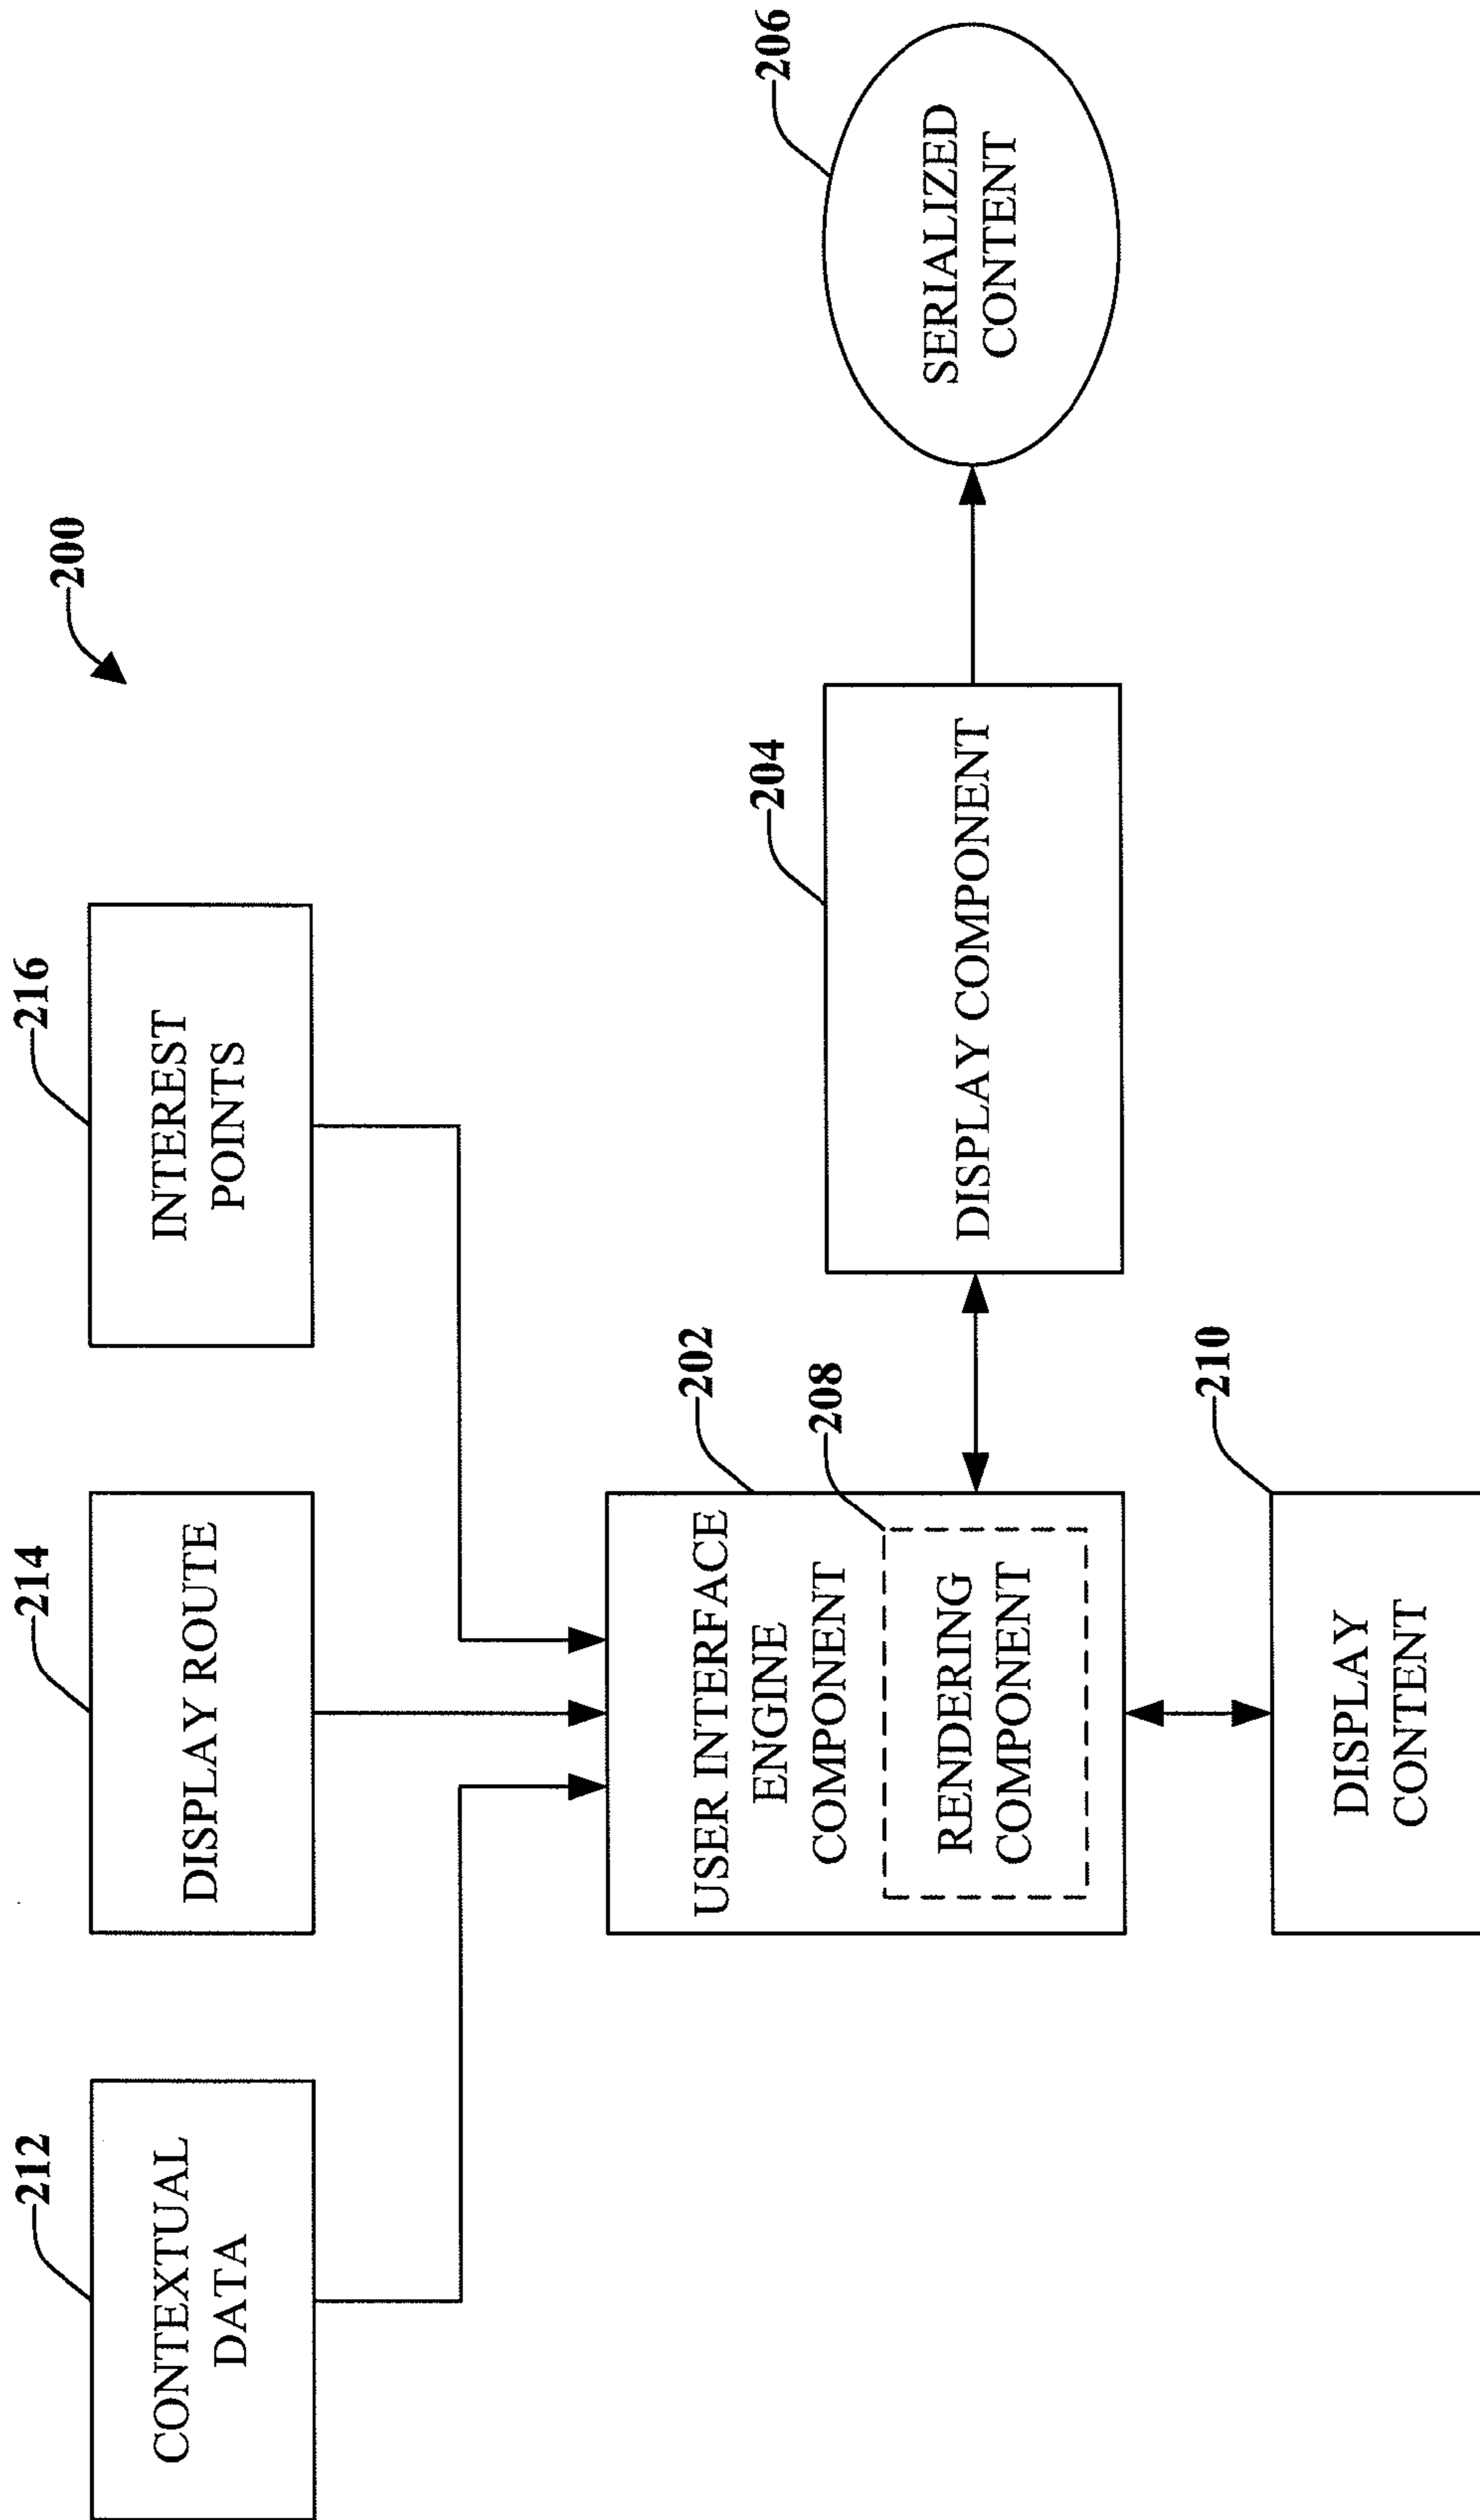 200
212
214
216
CONTEXTUAL
DATA
DISPLAY ROUTE
INTEREST
POINTS
202
USER INTERFACE
ENGINE
COMPONENT
208
RENDERING
COMPONENT
204
DISPLAY COMPONENT
206
SERIALIZED
CONTENT
210
DISPLAY
CONTENT